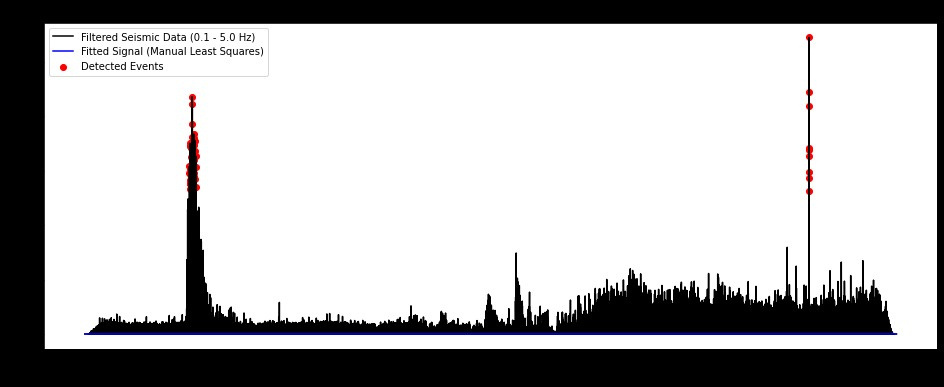 Filtered Seismic Data (0.1 - 5.0 Hz)
Fitted Signal (Manual Least Squares)
Detected Events